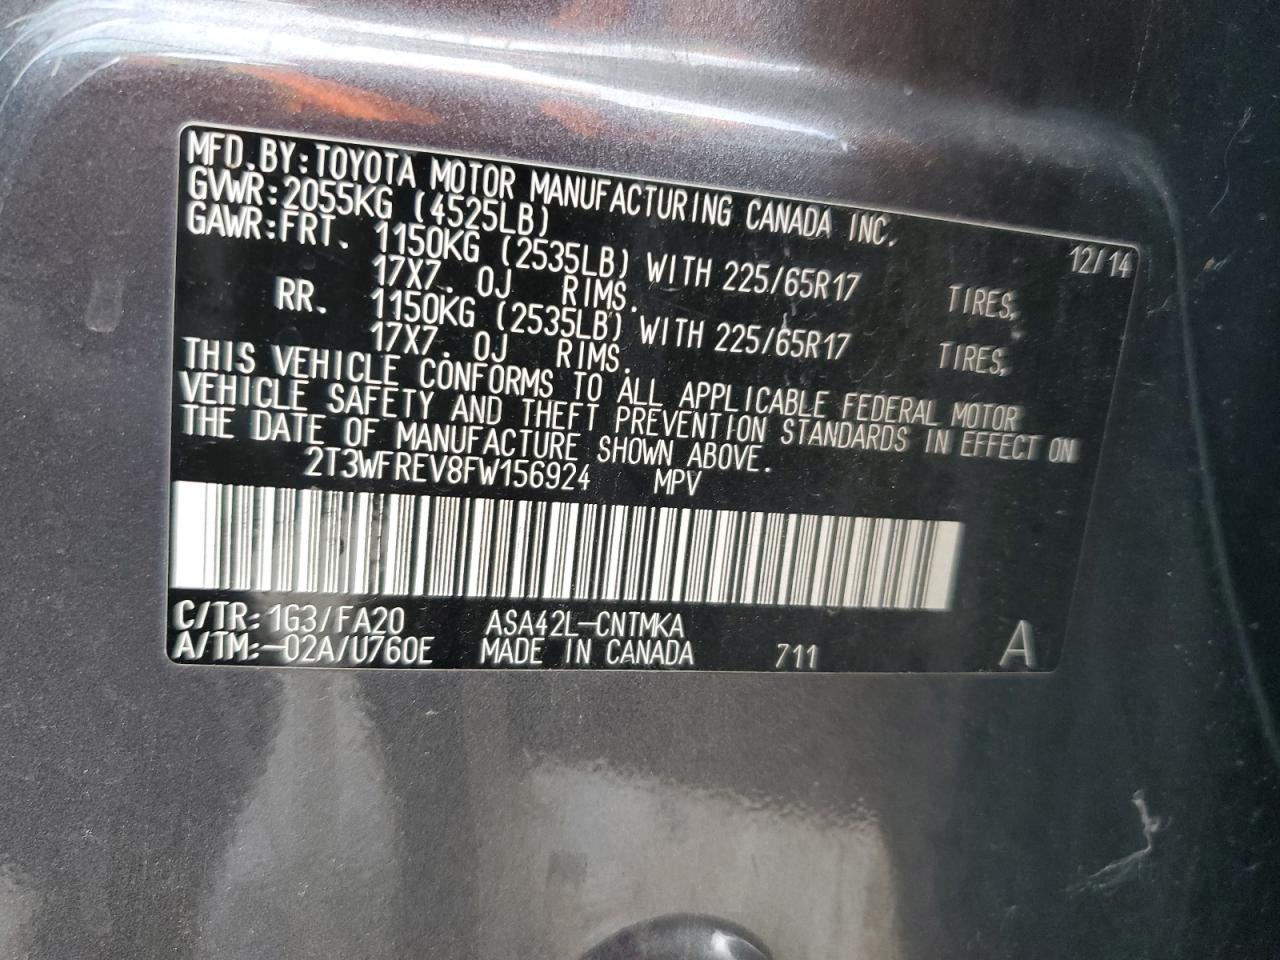 MFD.BY:TOYOTA MOTOR MANUFACTURING CANADA INC. 12/14
GVWR:2055KG (4525LB)
GAWR:FRT. 1150KG (2535LB) WITH 225/65R17 TIRES,
17X7.0J RIMS.
RR. 1150KG (2535LB) WITH 225/65R17 TIRES,
17X7.0J RIMS.
THIS VEHICLE CONFORMS TO ALL APPLICABLE FEDERAL MOTOR
VEHICLE SAFETY AND THEFT PREVENTION STANDARDS IN EFFECT ON
THE DATE OF MANUFACTURE SHOWN ABOVE.
2T3WFREV8FW156924 MPV
C/TR:1G3/FA20 ASA42L-CNTMKA
A/TM:-02A/U760E MADE IN CANADA 711 A